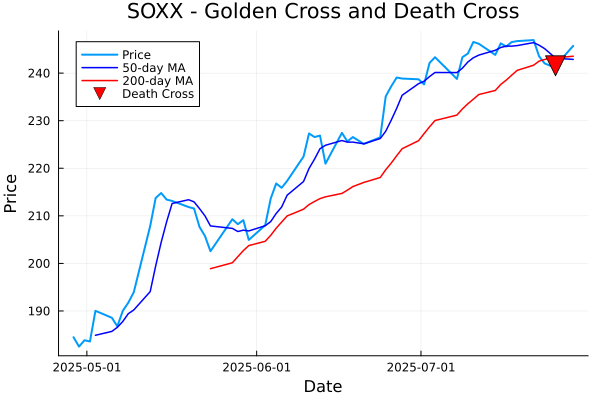 SOXX - Golden Cross and Death Cross
Price
50-day MA
200-day MA
Death Cross
240
230
220
210
200
190
Price
2025-05-01
2025-06-01
2025-07-01
Date